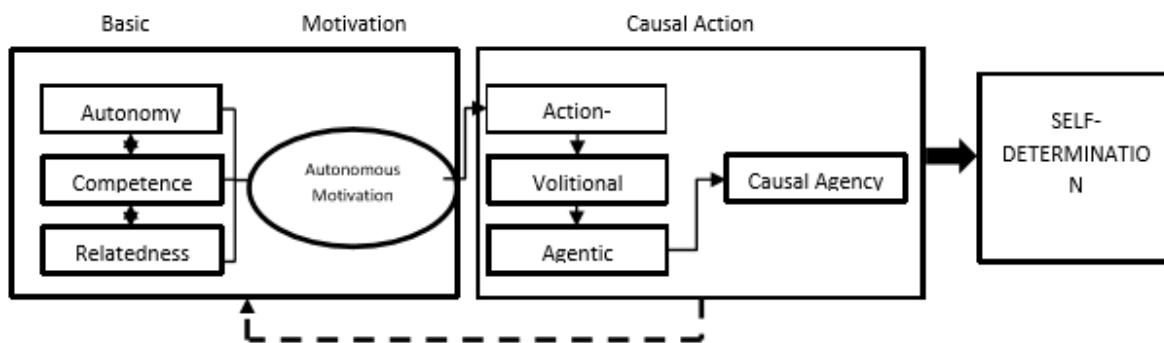 Basic
Motivation
Causal Action
Autonomy
Competence
Relatedness
Autonomous
Motivation
Action-
Volitional
Agentic
Causal Agency
SELF-
DETERMINATIO
N